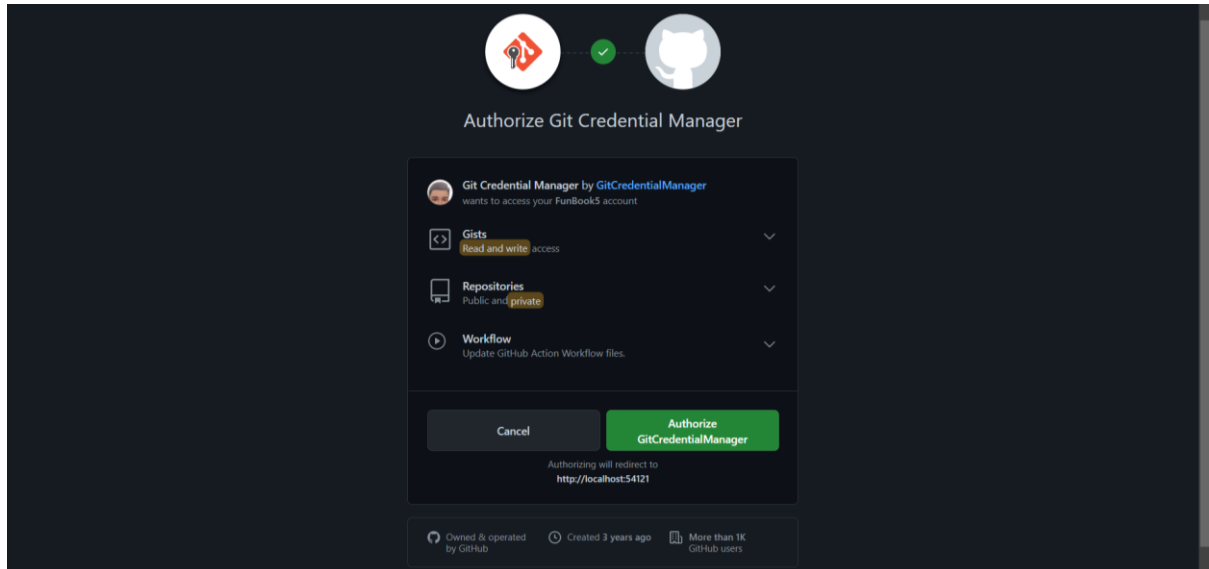 Authorize Git Credential Manager
Git Credential Manager by GitCredentialManager
wants to access your FunBook5 account
Gists
Read and write access
Repositories
Public and private
Workflow
Update GitHub Action Workflow files.
Cancel
Authorize
GitCredentialManager
Authorizing will redirect to
http://localhost:54121
Owned & operated
by GitHub
Created 3 years ago
More than 1K
GitHub users